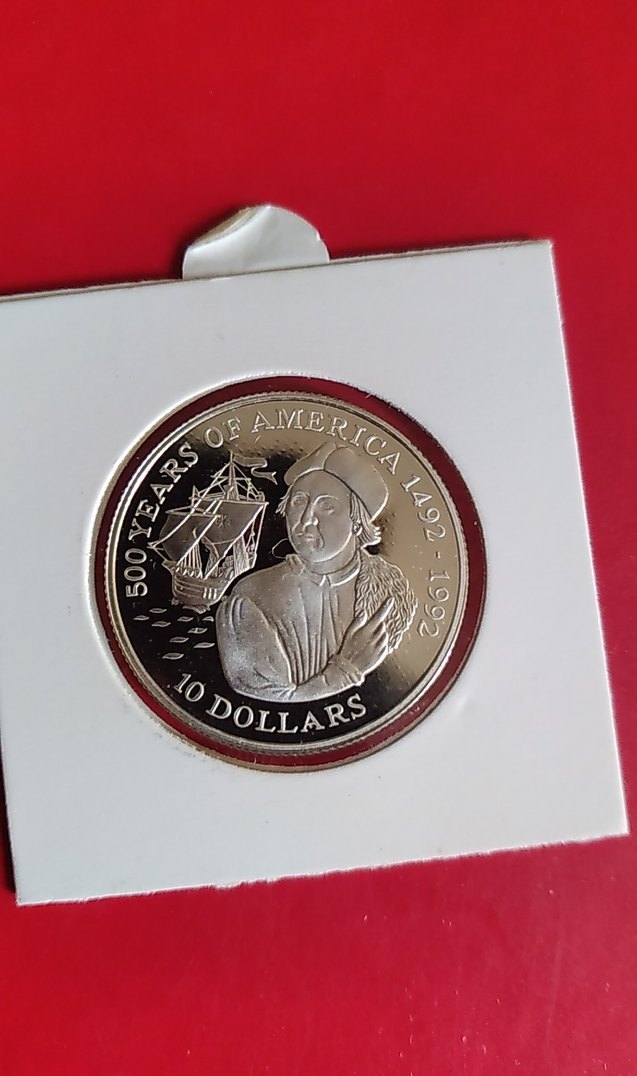 500 YEARS OF AMERICA 1492 - 1992
10 DOLLARS